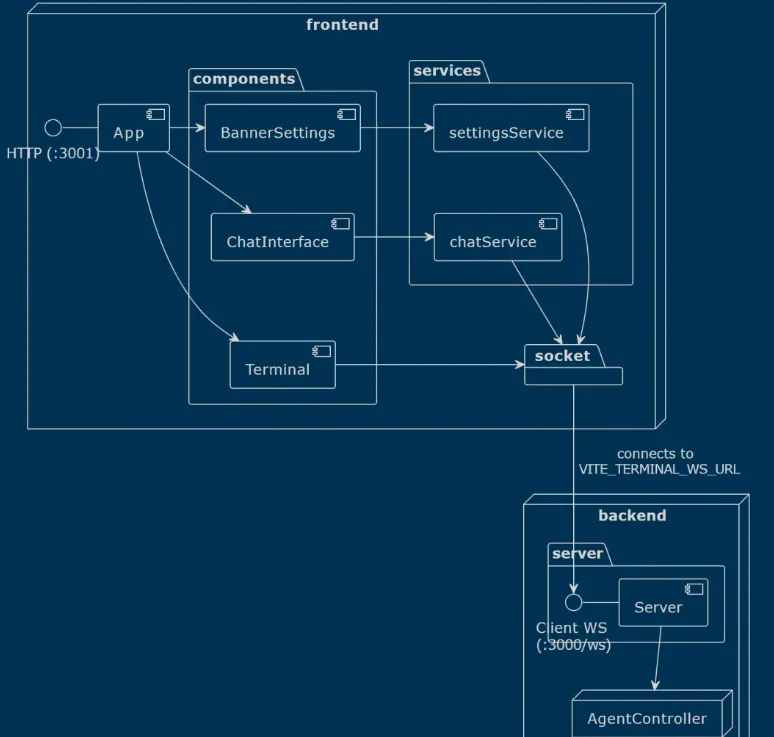 frontend
components
services
App
BannerSettings
settingsService
HTTP (:3001)
ChatInterface
chatService
Terminal
socket
connects to
VITE_TERMINAL_WS_URL
backend
server
Server
Client WS
(:3000/ws)
AgentController